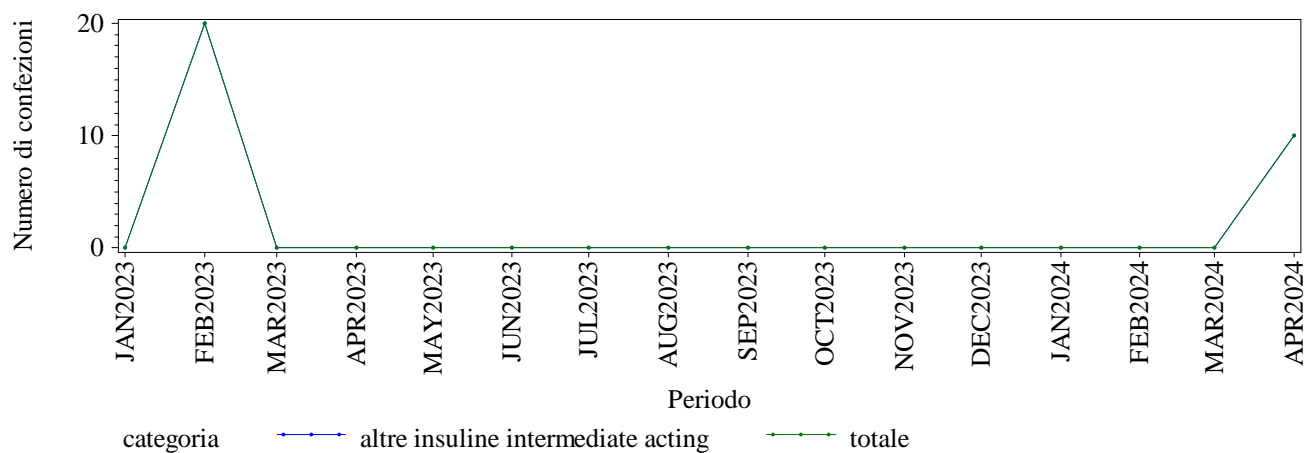 Numero di confezioni
20
10
0
JAN2023
FEB2023
MAR2023
APR2023
MAY2023
JUN2023
JUL2023
AUG2023
SEP2023
OCT2023
NOV2023
DEC2023
JAN2024
FEB2024
MAR2024
APR2024
Periodo
categoria altre insuline intermediate acting totale